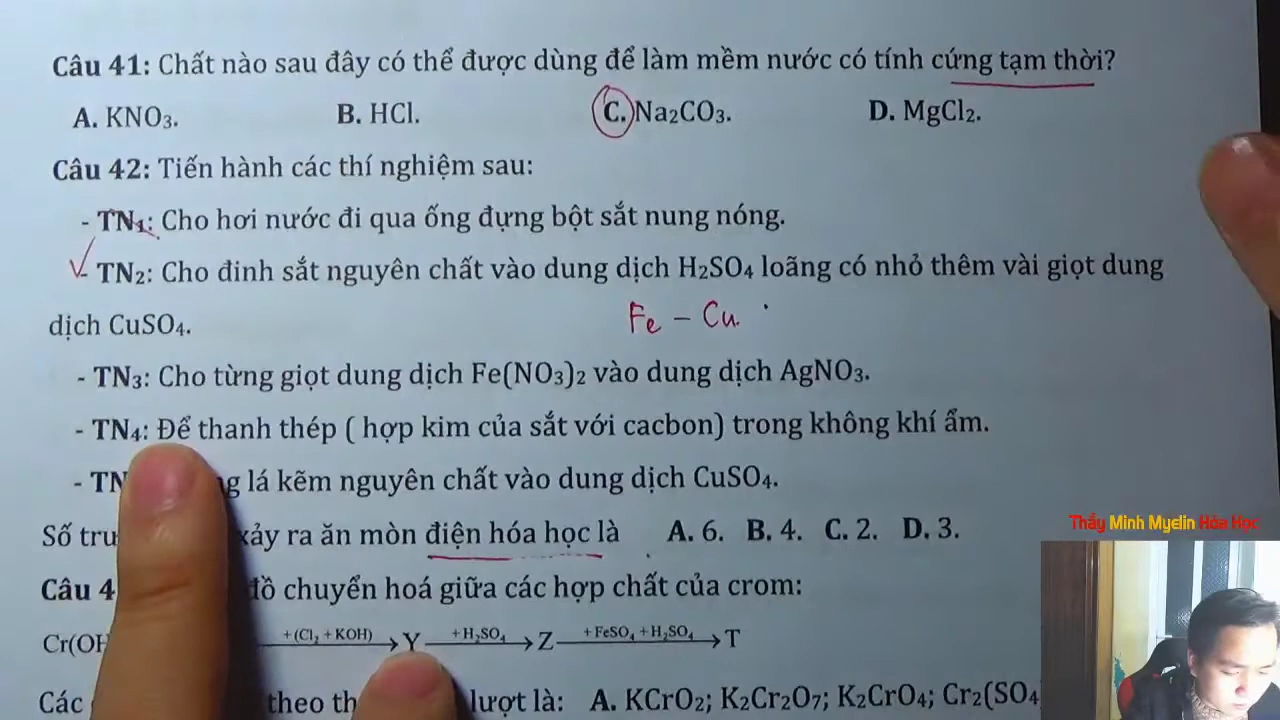 Câu 41: Chất nào sau đây có thể được dùng để làm mềm nước có tính cứng tạm thời?
A. KNO₃. B. HCl. C. Na₂CO₃. D. MgCl₂.
Câu 42: Tiến hành các thí nghiệm sau:
- TN₁: Cho hơi nước đi qua ống đựng bột sắt nung nóng.
- TN₂: Cho đinh sắt nguyên chất vào dung dịch H₂SO₄ loãng có nhỏ thêm vài giọt dung
dịch CuSO₄.
Fe - Cu
- TN₃: Cho từng giọt dung dịch Fe(NO₃)₂ vào dung dịch AgNO₃.
- TN₄: Để thanh thép ( hợp kim của sắt với cacbon) trong không khí ẩm.
- TN lá kẽm nguyên chất vào dung dịch CuSO₄.
Số xảy ra ăn mòn điện hóa học là A. 6. B. 4. C. 2. D. 3.
Thầy Minh Myelin Hóa Học
Câu 4 đồ chuyển hoá giữa các hợp chất của crom:
+(Cl₂ +KOH) +H₂SO₄ +FeSO₄ +H₂SO₄
Cr(OH → Y → Z → T
Các theo lượt là: A. KCrO₂; K₂Cr₂O₇; K₂CrO₄; Cr₂(SO₄